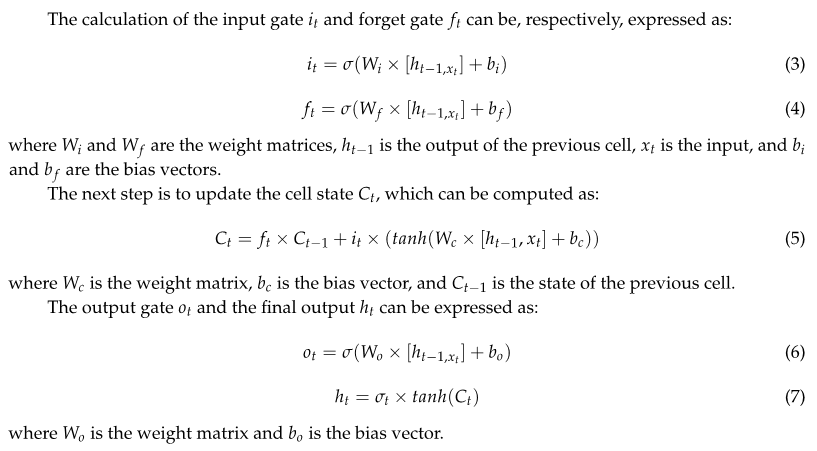 The calculation of the input gate $i_t$ and forget gate $f_t$ can be, respectively, expressed as:
$i_t = \sigma(W_i \times [h_{t-1,x_t}] + b_i)$ (3)
$f_t = \sigma(W_f \times [h_{t-1,x_t}] + b_f)$ (4)
where $W_i$ and $W_f$ are the weight matrices, $h_{t-1}$ is the output of the previous cell, $x_t$ is the input, and $b_i$
and $b_f$ are the bias vectors.
The next step is to update the cell state $C_t$, which can be computed as:
$C_t = f_t \times C_{t-1} + i_t \times (tanh(W_c \times [h_{t-1}, x_t] + b_c))$ (5)
where $W_c$ is the weight matrix, $b_c$ is the bias vector, and $C_{t-1}$ is the state of the previous cell.
The output gate $o_t$ and the final output $h_t$ can be expressed as:
$o_t = \sigma(W_o \times [h_{t-1,x_t}] + b_o)$ (6)
$h_t = \sigma_t \times tanh(C_t)$ (7)
where $W_o$ is the weight matrix and $b_o$ is the bias vector.